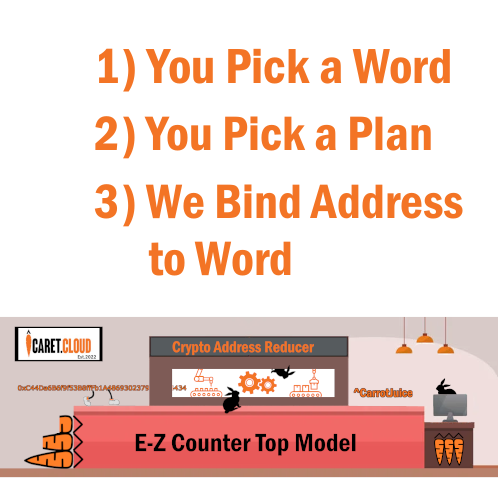 1) You Pick a Word
2) You Pick a Plan
3) We Bind Address
to Word
CARET.CLOUD
Est.2022
Crypto Address Reducer
434
^CarrotJuice
E-Z Counter Top Model